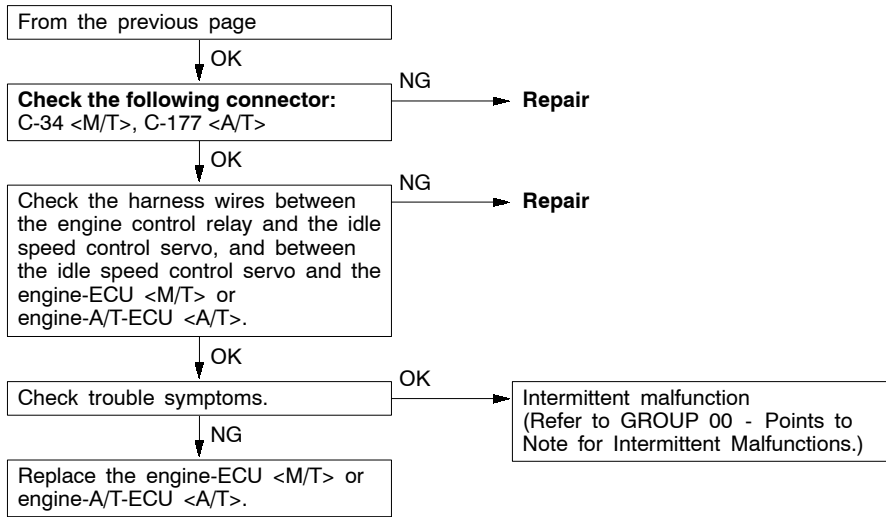 From the previous page
OK
Check the following connector:
C-34 <M/T>, C-177 <A/T>
NG
Repair
OK
Check the harness wires between
the engine control relay and the idle
speed control servo, and between
the idle speed control servo and the
engine-ECU <M/T> or
engine-A/T-ECU <A/T>.
NG
Repair
OK
Check trouble symptoms.
OK
Intermittent malfunction
(Refer to GROUP 00 - Points to
Note for Intermittent Malfunctions.)
NG
Replace the engine-ECU <M/T> or
engine-A/T-ECU <A/T>.